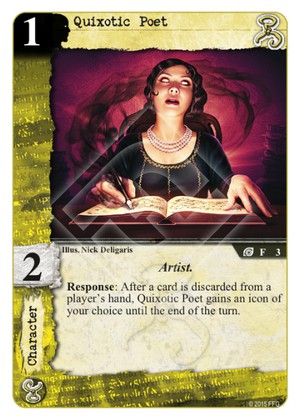 1
Quixotic Poet
Illus. Nick Deligaris
F 3
2
Artist.
Response: After a card is discarded from a
player's hand, Quixotic Poet gains an icon of
your choice until the end of the turn.
Character
© 2015 FFG